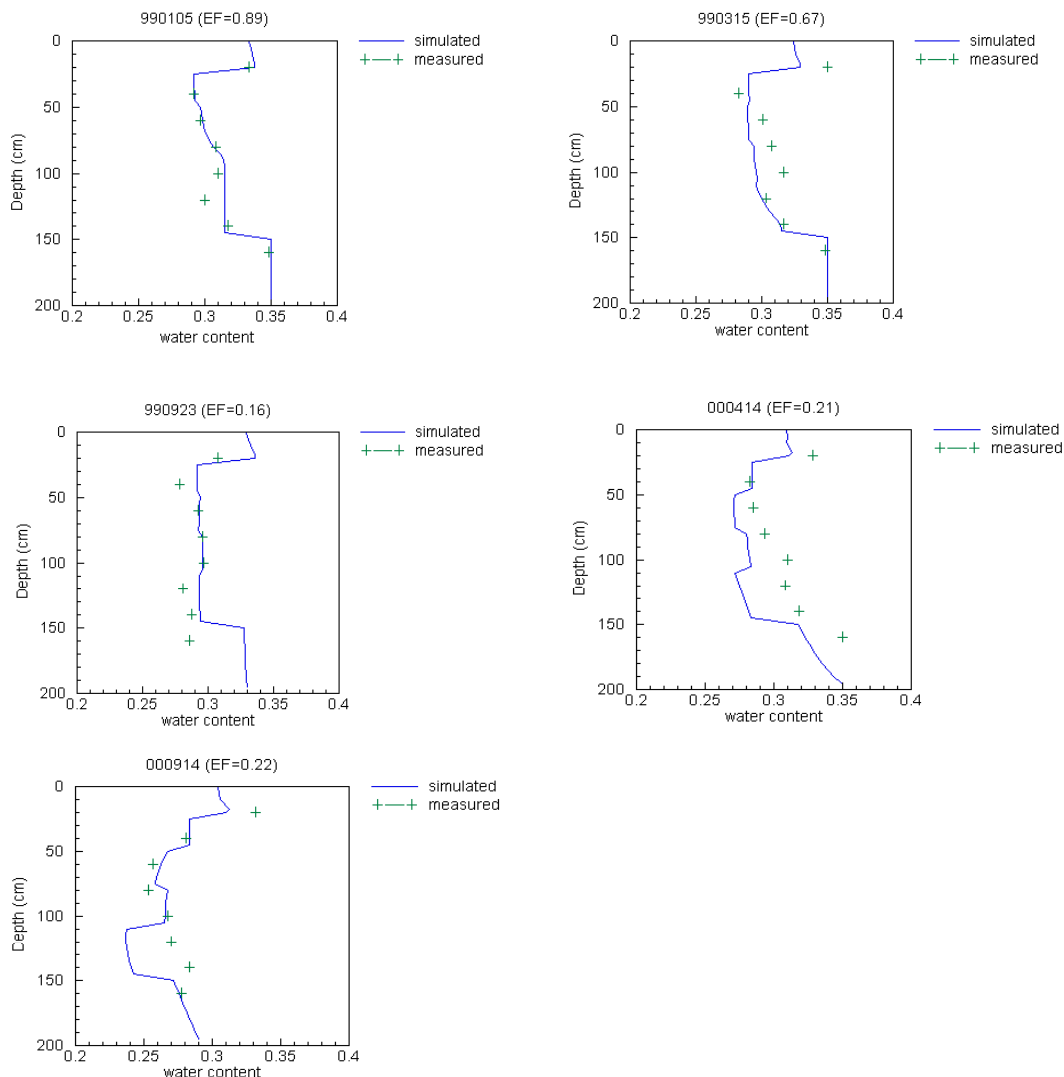 990105 (EF=0.89)
simulated
measured
0
50
100
150
200
Depth (cm)
0.2
0.25
0.3
0.35
0.4
water content
990315 (EF=0.67)
simulated
measured
0
50
100
150
200
Depth (cm)
0.2
0.25
0.3
0.35
0.4
water content
990923 (EF=0.16)
simulated
measured
0
50
100
150
200
Depth (cm)
0.2
0.25
0.3
0.35
0.4
water content
000414 (EF=0.21)
simulated
measured
0
50
100
150
200
Depth (cm)
0.2
0.25
0.3
0.35
0.4
water content
000914 (EF=0.22)
simulated
measured
0
50
100
150
200
Depth (cm)
0.2
0.25
0.3
0.35
0.4
water content